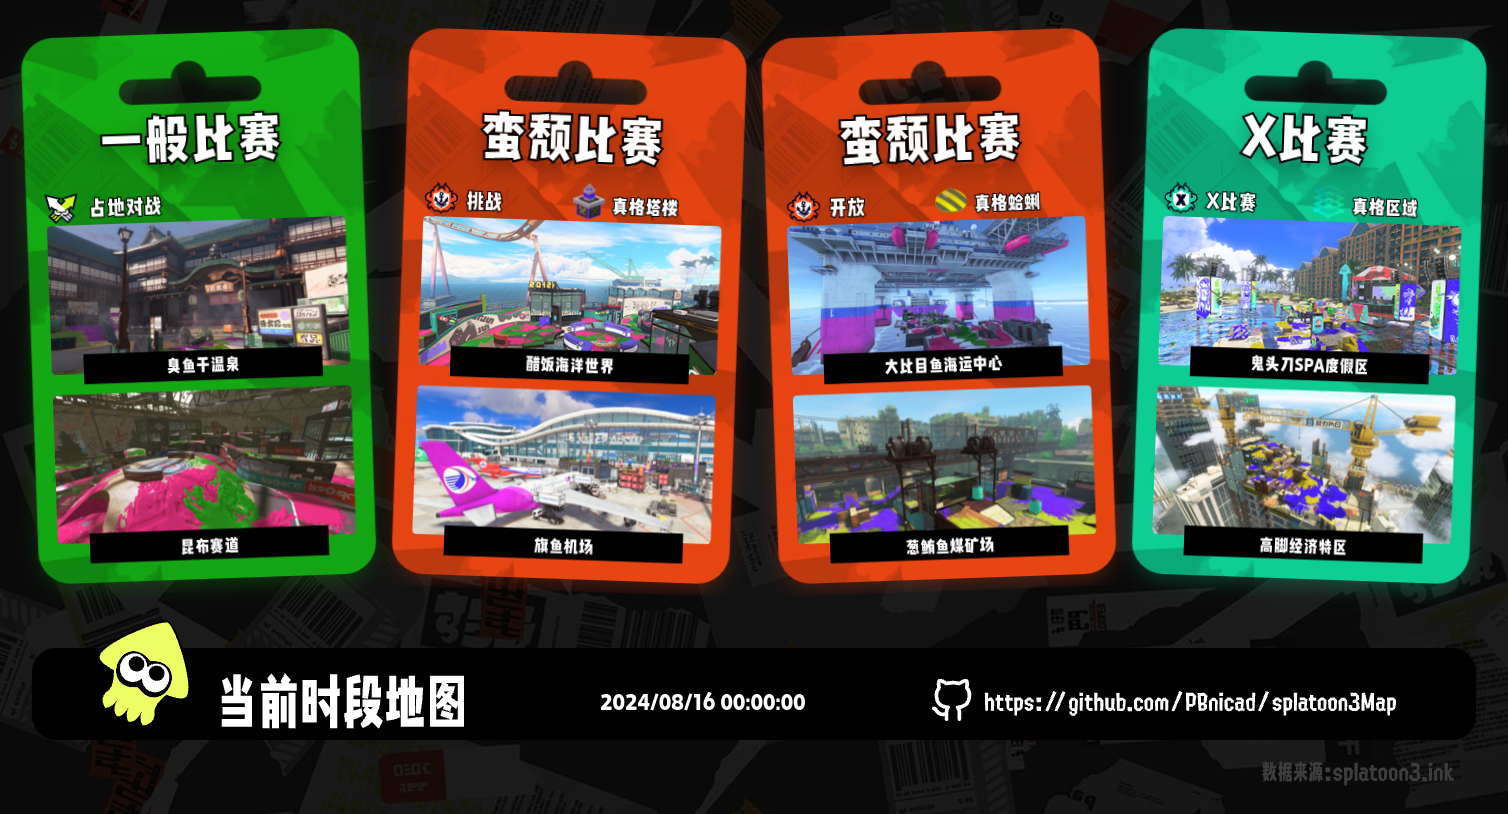 一般比赛
占地对战
臭鱼干温泉
昆布赛道
蛮颓比赛
挑战
真格塔楼
醋饭海洋世界
旗鱼机场
蛮颓比赛
开放
真格蛤蜊
大比目鱼海运中心
葱鲔鱼煤矿场
X比赛
X比赛
真格区域
鬼头刀SPA度假区
高脚经济特区
当前时段地图
2024/08/16 00:00:00
https://github.com/PBnicad/splatoon3Map
数据来源:splatoon3.ink